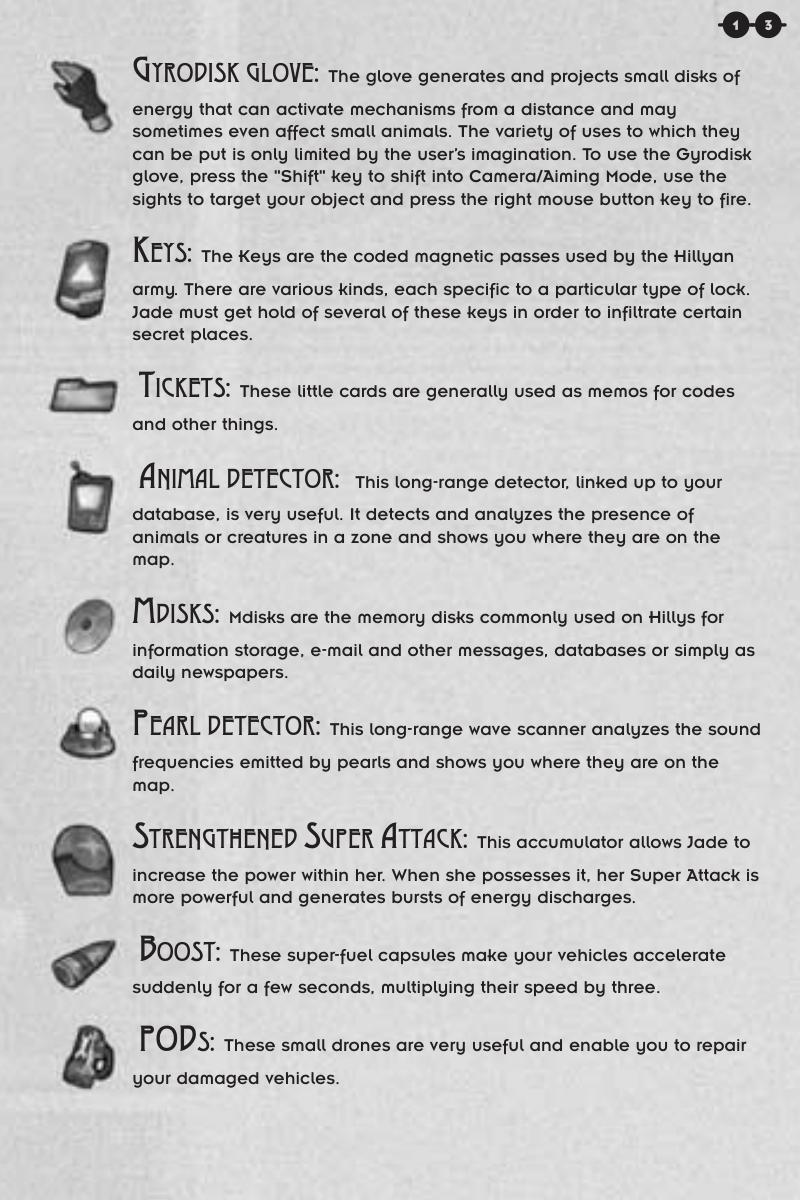 1 3
GYRODISK GLOVE: The glove generates and projects small disks of
energy that can activate mechanisms from a distance and may
sometimes even affect small animals. The variety of uses to which they
can be put is only limited by the user's imagination. To use the Gyrodisk
glove, press the "Shift" key to shift into Camera/Aiming Mode, use the
sights to target your object and press the right mouse button key to fire.
KEYS: The Keys are the coded magnetic passes used by the Hillyan
army. There are various kinds, each specific to a particular type of lock.
Jade must get hold of several of these keys in order to infiltrate certain
secret places.
TICKETS: These little cards are generally used as memos for codes
and other things.
ANIMAL DETECTOR: This long-range detector, linked up to your
database, is very useful. It detects and analyzes the presence of
animals or creatures in a zone and shows you where they are on the
map.
MDISKS: Mdisks are the memory disks commonly used on Hillys for
information storage, e-mail and other messages, databases or simply as
daily newspapers.
PEARL DETECTOR: This long-range wave scanner analyzes the sound
frequencies emitted by pearls and shows you where they are on the
map.
STRENGTHENED SUPER ATTACK: This accumulator allows Jade to
increase the power within her. When she possesses it, her Super Attack is
more powerful and generates bursts of energy discharges.
BOOST: These super-fuel capsules make your vehicles accelerate
suddenly for a few seconds, multiplying their speed by three.
PODs: These small drones are very useful and enable you to repair
your damaged vehicles.